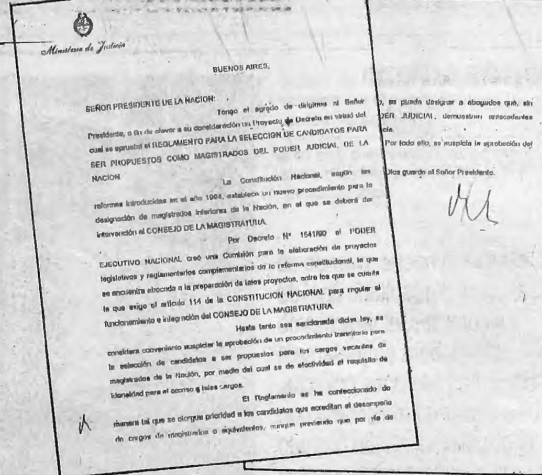 Ministerio de Justicia
BUENOS AIRES,
SEÑOR PRESIDENTE DE LA NACION:
Tengo el agrado de dirigirme al Señor
Presidente, a fin de elevar a su consideración un Proyecto de Decreto en virtud del
cual se aprueba el REGLAMENTO PARA LA SELECCION DE CANDIDATOS PARA
SER PROPUESTOS COMO MAGISTRADOS DEL PODER JUDICIAL DE LA
NACION.
La Constitución Nacional, según las
reformas introducidas en el año 1994, establece un nuevo procedimiento para la
designación de magistrados inferiores de la Nación, en el que se deberá dar
intervención al CONSEJO DE LA MAGISTRATURA.
Por Decreto Nº el PODER
EJECUTIVO NACIONAL creó una Comisión para la elaboración de proyectos
legislativos y reglamentarios complementarios de la reforma constitucional, la que
se encuentra abocada a la preparación de tales proyectos, entre los que se cuenta
la que exige el artículo 114 de la CONSTITUCION NACIONAL para regular el
funcionamiento e integración del CONSEJO DE LA MAGISTRATURA.
Hasta tanto sea sancionada dicha ley, se
considera conveniente auspiciar la aprobación de un procedimiento transitorio para
la selección de candidatos a ser propuestos para los cargos vacantes de
magistrados de la Nación, por medio del cual se de efectividad al requisito de
idoneidad para el acceso a tales cargos.
El Reglamento se ha confeccionado de
manera tal que se otorgue prioridad a los candidatos que acrediten el desempeño
de cargos de magistrados o equivalentes, aunque previendo que por vía de
se pueda designar a abogados que, sin
DER JUDICIAL, demuestran antecedentes
cia.
Por todo ello, se auspicia la aprobación del
Dios guarde al Señor Presidente.